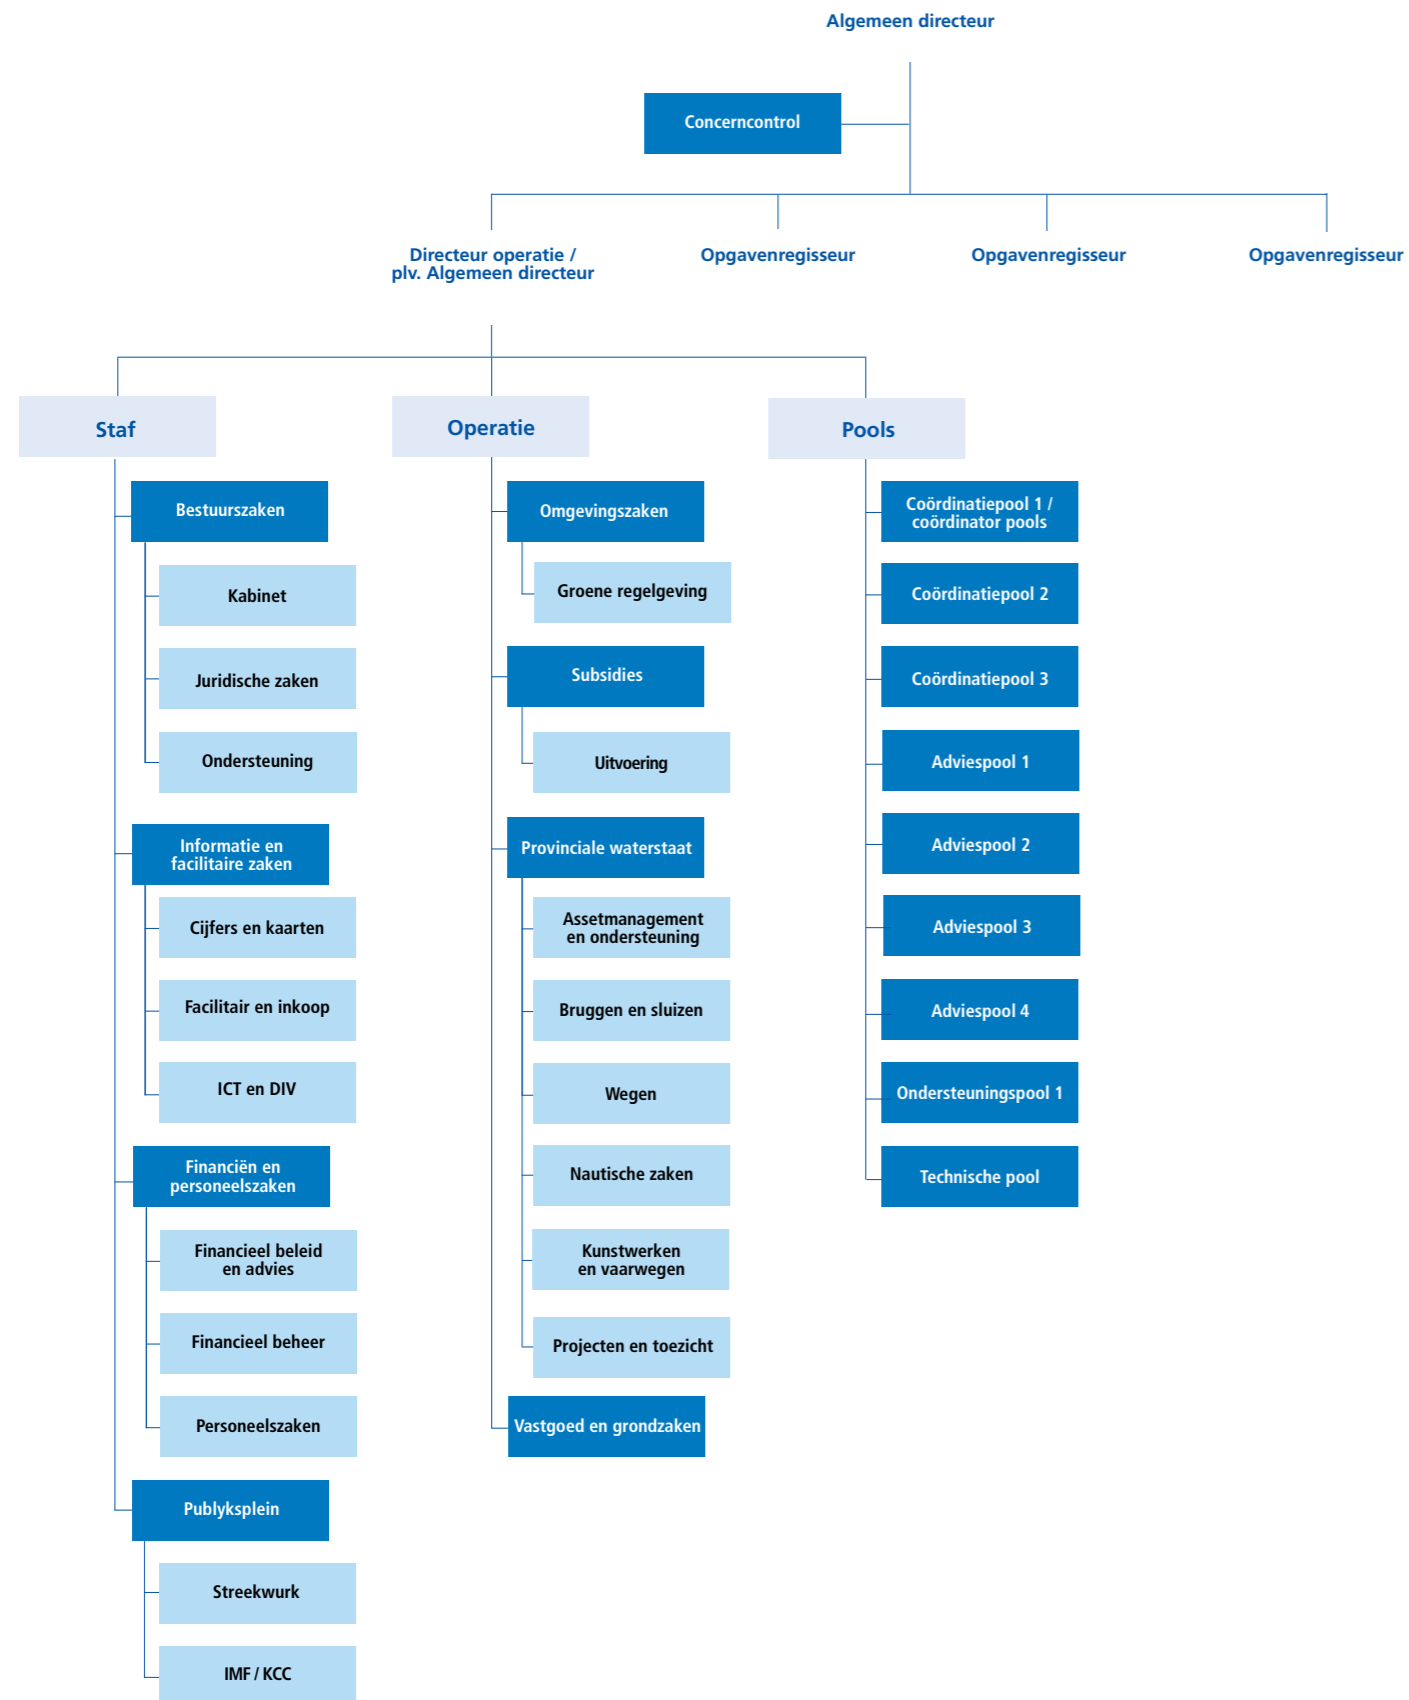 Algemeen directeur
Concerncontrol
Directeur operatie /
plv. Algemeen directeur
Opgavenregisseur
Opgavenregisseur
Opgavenregisseur
Staf
Bestuurszaken
Kabinet
Juridische zaken
Ondersteuning
Informatie en
facilitaire zaken
Cijfers en kaarten
Facilitair en inkoop
ICT en DIV
Financiën en
personeelszaken
Financieel beleid
en advies
Financieel beheer
Personeelszaken
Publyksplein
Streekwurk
IMF / KCC
Operatie
Omgevingszaken
Groene regelgeving
Subsidies
Uitvoering
Provinciale waterstaat
Assetmanagement
en ondersteuning
Bruggen en sluizen
Wegen
Nautische zaken
Kunstwerken
en vaarwegen
Projecten en toezicht
Vastgoed en grondzaken
Pools
Coördinatiepool 1 /
coördinator pools
Coördinatiepool 2
Coördinatiepool 3
Adviespool 1
Adviespool 2
Adviespool 3
Adviespool 4
Ondersteuningspool 1
Technische pool